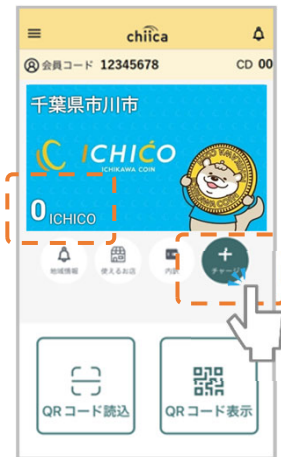 chiica
会員コード 12345678
CD 00
千葉県市川市
ICHICO
ICHIKAWA COIN
0 ICHICO
地域情報
使えるお店
内訳
チャージ
QRコード読込
QRコード表示